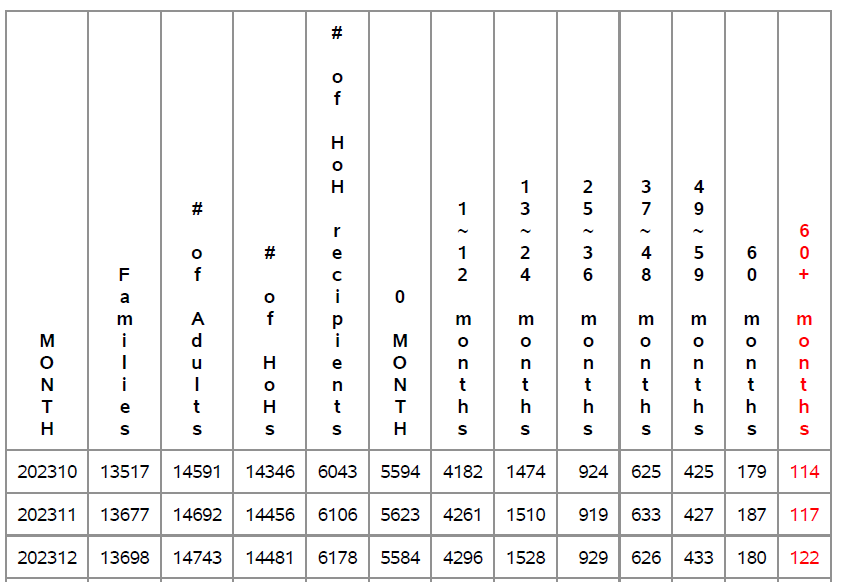 MONTH Families # of Adults # of HoHs # of HoH recipients 0 MONTH 1~12 months 13~24 months 25~36 months 37~48 months 49~59 months 60 months 60+ months
202310 13517 14591 14346 6043 5594 4182 1474 924 625 425 179 114
202311 13677 14692 14456 6106 5623 4261 1510 919 633 427 187 117
202312 13698 14743 14481 6178 5584 4296 1528 929 626 433 180 122